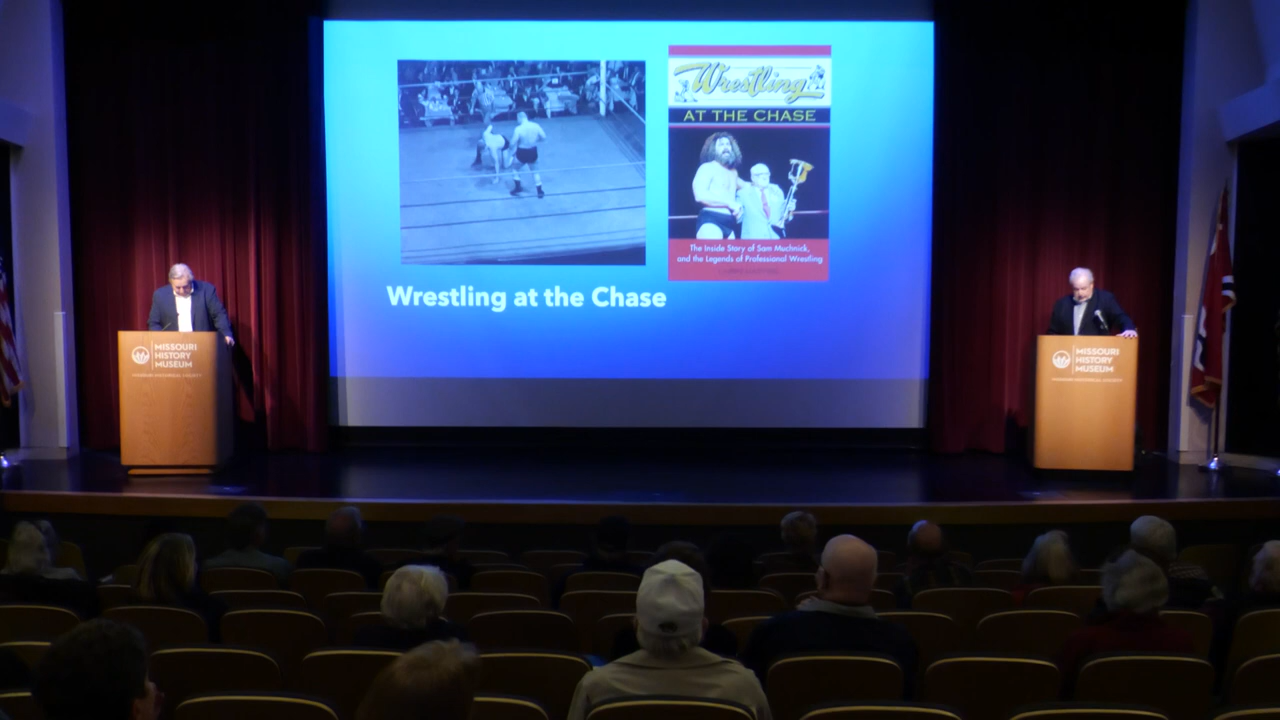 Wrestling
AT THE CHASE
The Inside Story of Sam Muchnick,
and the Legends of Professional Wrestling
Wrestling at the Chase
MISSOURI
HISTORY
MUSEUM
MISSOURI
HISTORY
MUSEUM